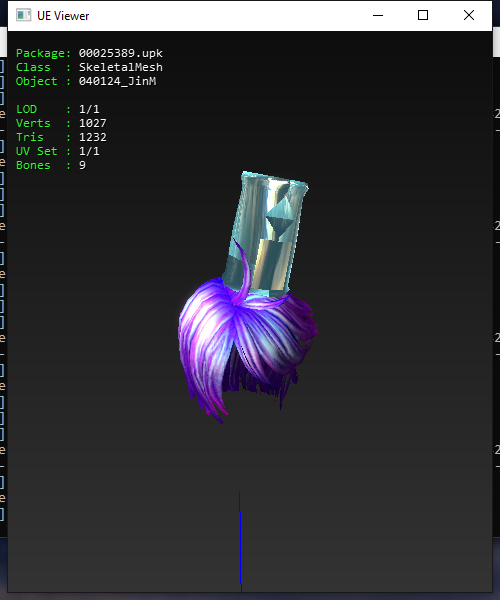 UE Viewer
Package: 00025389.upk
Class : SkeletalMesh
Object : 040124_JinM
LOD : 1/1
Verts : 1027
Tris : 1232
UV Set : 1/1
Bones : 9